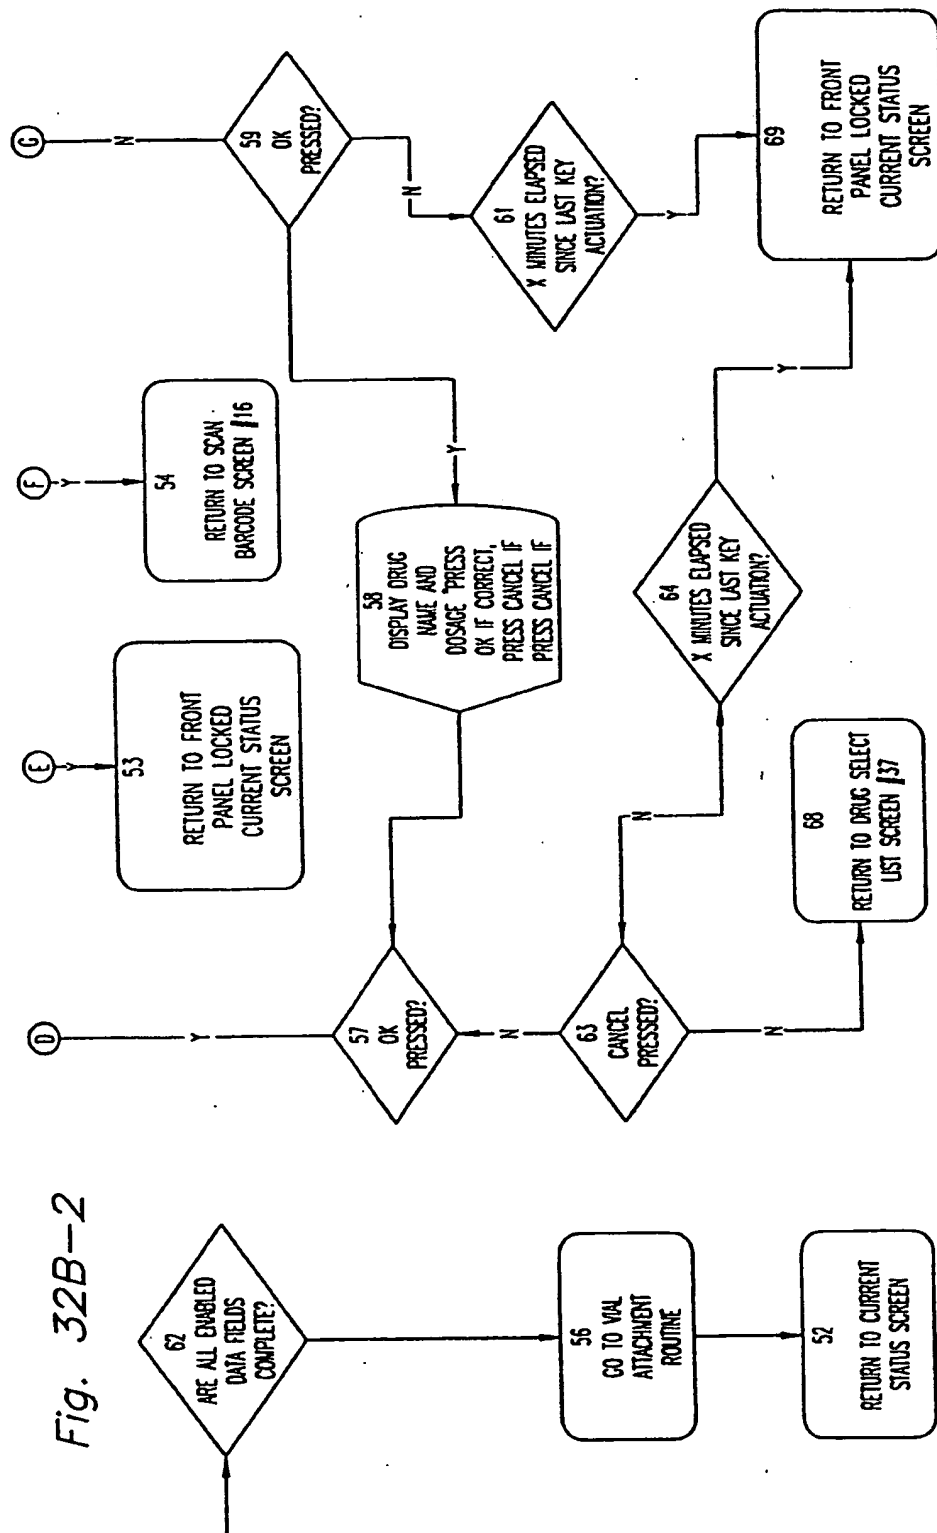 Fig. 32B-2
62
ARE ALL ENABLED
DATA FIELDS
COMPLETE?
56
GO TO VIAL
ATTACHMENT
ROUTINE
52
RETURN TO CURRENT
STATUS SCREEN
D
Y
57
OK
PRESSED?
N
63
CANCEL
PRESSED?
N
N
68
RETURN TO DRUG SELECT
LIST SCREEN /37
E
Y
53
RETURN TO FRONT
PANEL LOCKED
CURRENT STATUS
SCREEN
F
Y
54
RETURN TO SCAN
BARCODE SCREEN /16
58
DISPLAY DRUG
NAME AND
DOSAGE "PRESS
OK IF CORRECT,
PRESS CANCEL IF
PRESS CANCEL IF
Y
64
X MINUTES ELAPSED
SINCE LAST KEY
ACTUATION?
Y
G
N
59
OK
PRESSED?
N
61
X MINUTES ELAPSED
SINCE LAST KEY
ACTUATION?
Y
69
RETURN TO FRONT
PANEL LOCKED
CURRENT STATUS
SCREEN